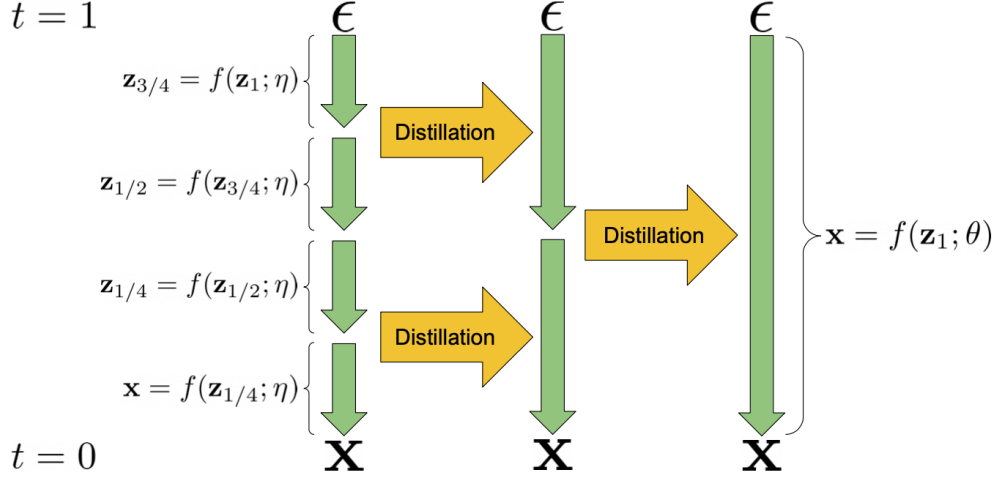 t = 1
ϵ ϵ ϵ
z_{3/4} = f(z_1; η)
Distillation
z_{1/2} = f(z_{3/4}; η)
Distillation
x = f(z_1; θ)
z_{1/4} = f(z_{1/2}; η)
Distillation
x = f(z_{1/4}; η)
t = 0
x x x